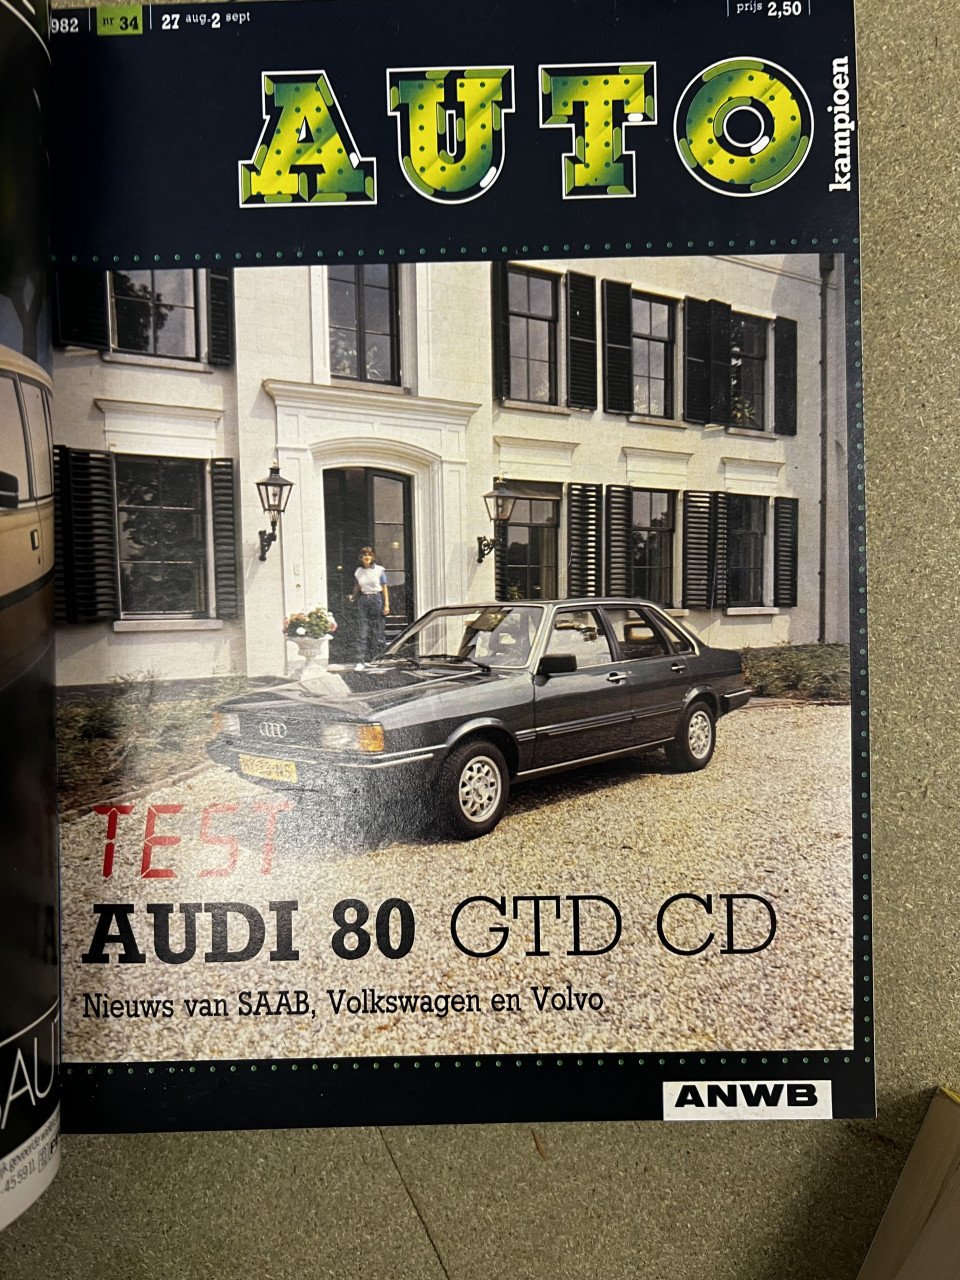 982 nr 34 27 aug.-2 sept prijs 2,50
AUTO
kampioen
TEST
AUDI 80 GTD CD
Nieuws van SAAB, Volkswagen en Volvo
ANWB